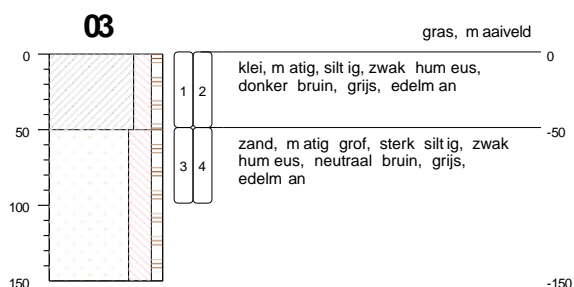 03
gras, m aaiveld
0
0
klei, m atig, silt ig, zwak hum eus,
donker bruin, grijs, edelm an
1 2
50
-50
zand, m atig grof, sterk silt ig, zwak
hum eus, neutraal bruin, grijs,
edelm an
3 4
100
150
-150